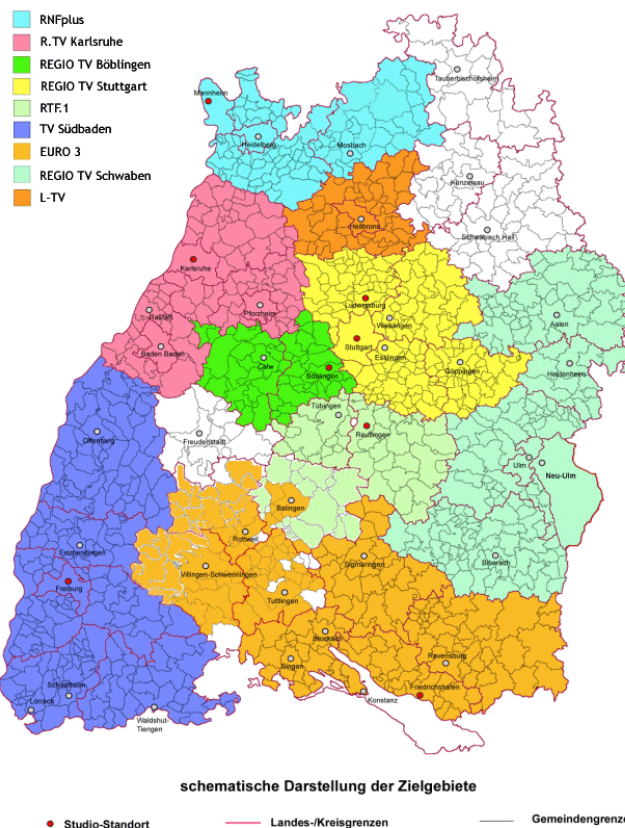 RNFplus
R.TV Karlsruhe
REGIO TV Böblingen
REGIO TV Stuttgart
RTF.1
TV Südbaden
EURO 3
REGIO TV Schwaben
L-TV
Tauberbischofsheim
Mannheim
Heidelberg
Mosbach
Künzelsau
Heilbronn
Schwäbisch Hall
Karlsruhe
Ludwigsburg
Pforzheim
Rastatt
Waiblingen
Aalen
Stuttgart
Baden Baden
Esslingen
Calw
Göppingen
Heidenheim
Böblingen
Tübingen
Reutlingen
Offenburg
Freudenstadt
Ulm
Neu-Ulm
Balingen
Rottweil
Emmendingen
Sigmaringen
Biberach
Villingen-Schwenningen
Freiburg
Tuttlingen
Stockach
Singen
Ravensburg
Schopfheim
Konstanz
Friedrichshafen
Lörrach
Waldshut-
Tiengen
schematische Darstellung der Zielgebiete
Studio-Standort
Landes-/Kreisgrenzen
Gemeindengrenze